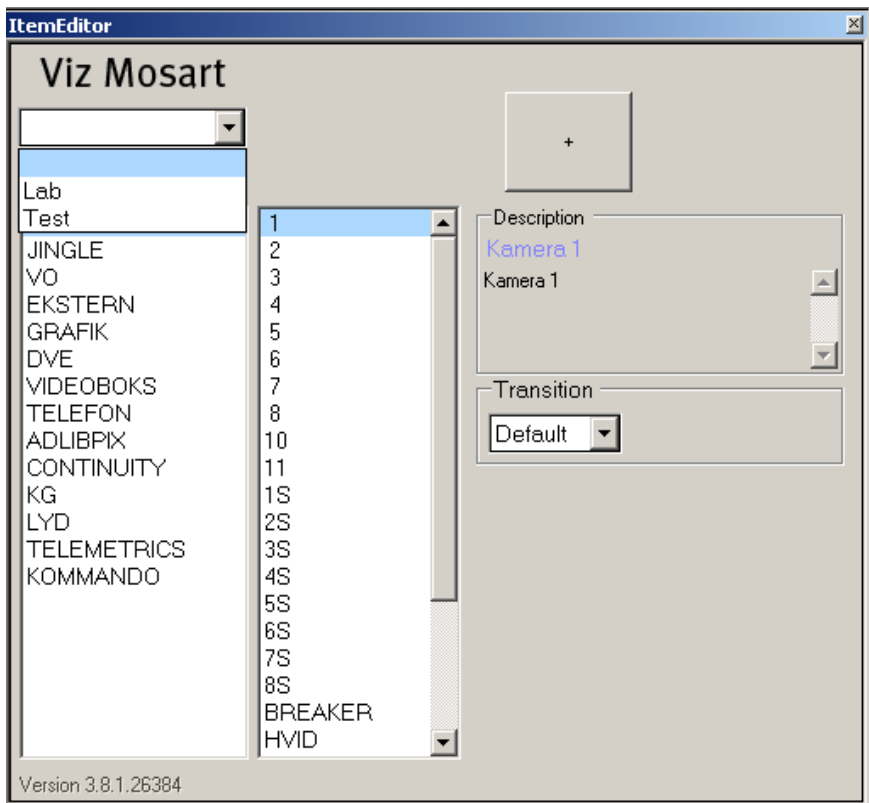 ItemEditor
Viz Mosart
+
Lab
Test
JINGLE
VO
EKSTERN
GRAFIK
DVE
VIDEOBOKS
TELEFON
ADLIBPIX
CONTINUITY
KG
LYD
TELEMETRICS
KOMMANDO
1
2
3
4
5
6
7
8
10
11
1S
2S
3S
4S
5S
6S
7S
8S
BREAKER
HVID
Description
Kamera 1
Kamera 1
Transition
Default
Version 3.8.1.26384